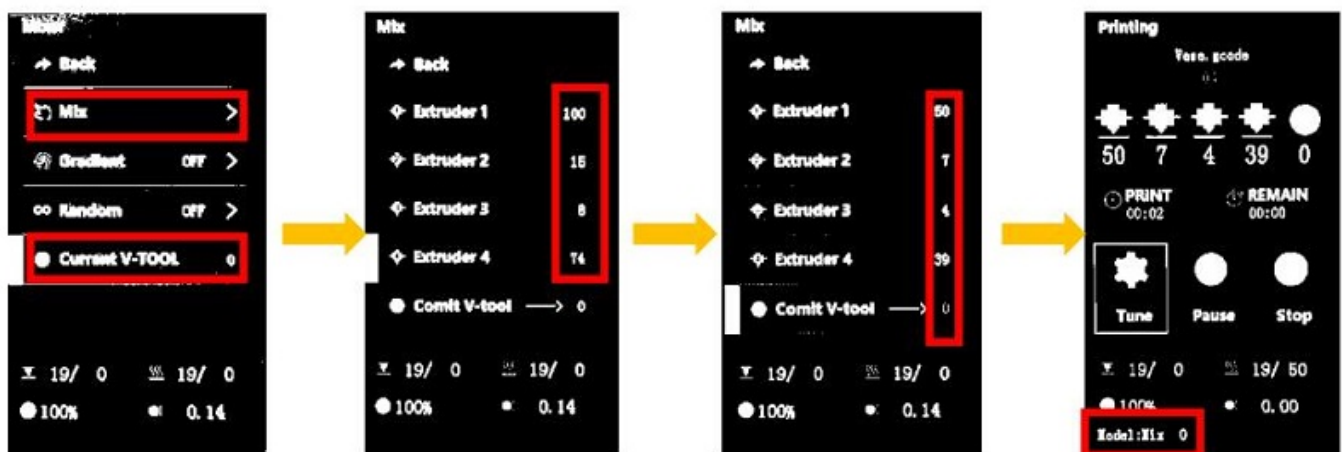 Back
Mix
Gradient OFF
Random OFF
Current V-TOOL 0
19/ 0 19/ 0
100% 0.14
Mix
Back
Extruder 1 100
Extruder 2 15
Extruder 3 8
Extruder 4 74
Comit V-tool 0
19/ 0 19/ 0
100% 0.14
Mix
Back
Extruder 1 50
Extruder 2 7
Extruder 3 4
Extruder 4 39
Comit V-tool 0
19/ 0 19/ 0
100% 0.14
Printing
Vase.gcode
50 7 4 39 0
PRINT REMAIN
00:02 00:00
Tune Pause Stop
19/ 0 19/ 50
100% 0.00
Model:Mix 0